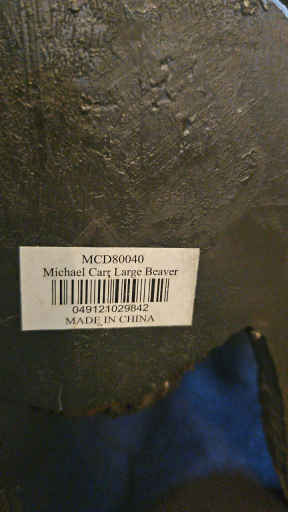 MCD80040
Michael Carr Large Beaver
049121029842
MADE IN CHINA